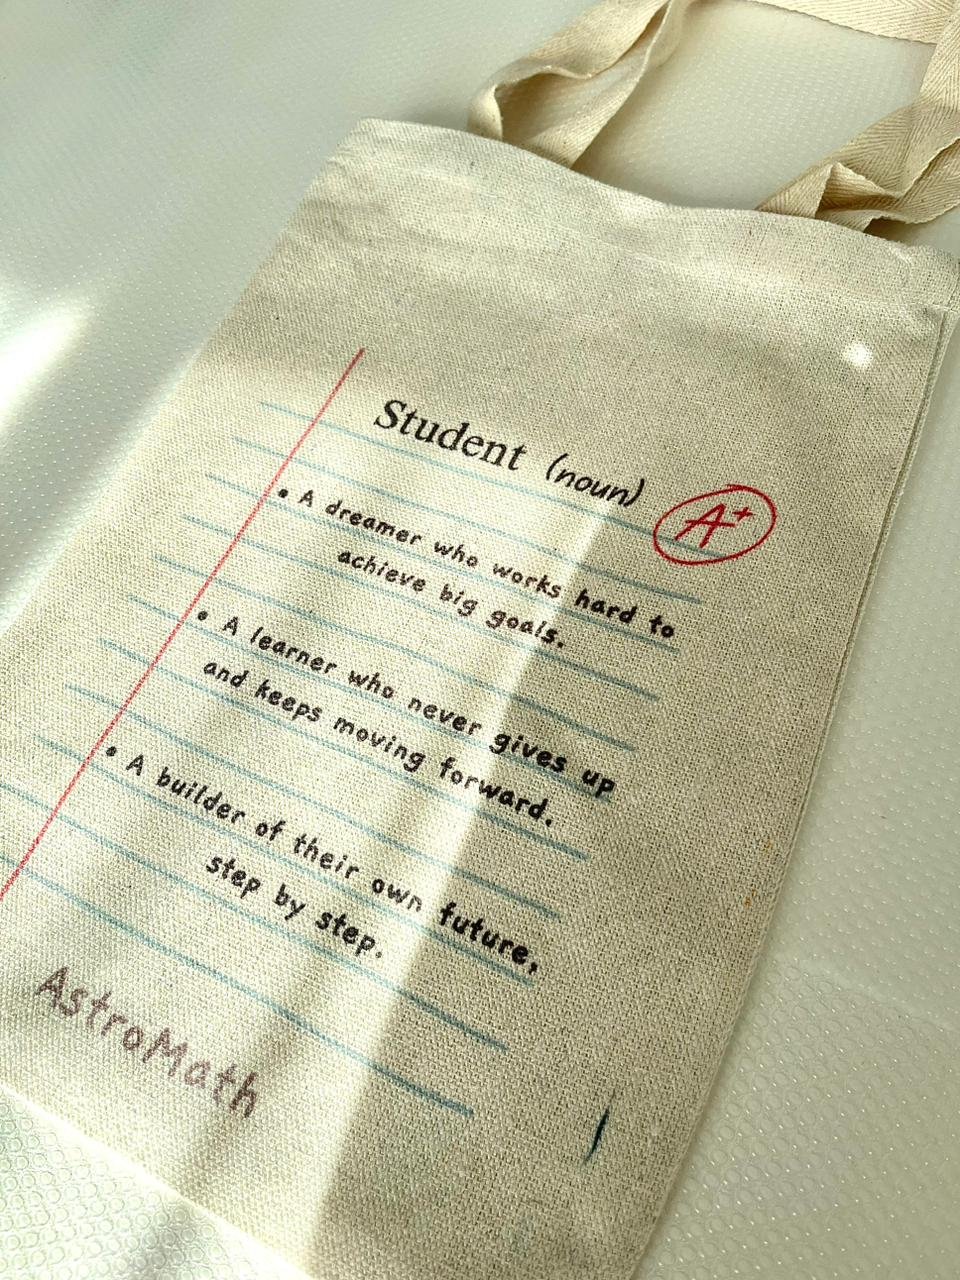 Student (noun)
A+
• A dreamer who works hard to
achieve big goals.
• A learner who never gives up
and keeps moving forward.
• A builder of their own future,
step by step.
AstroMath